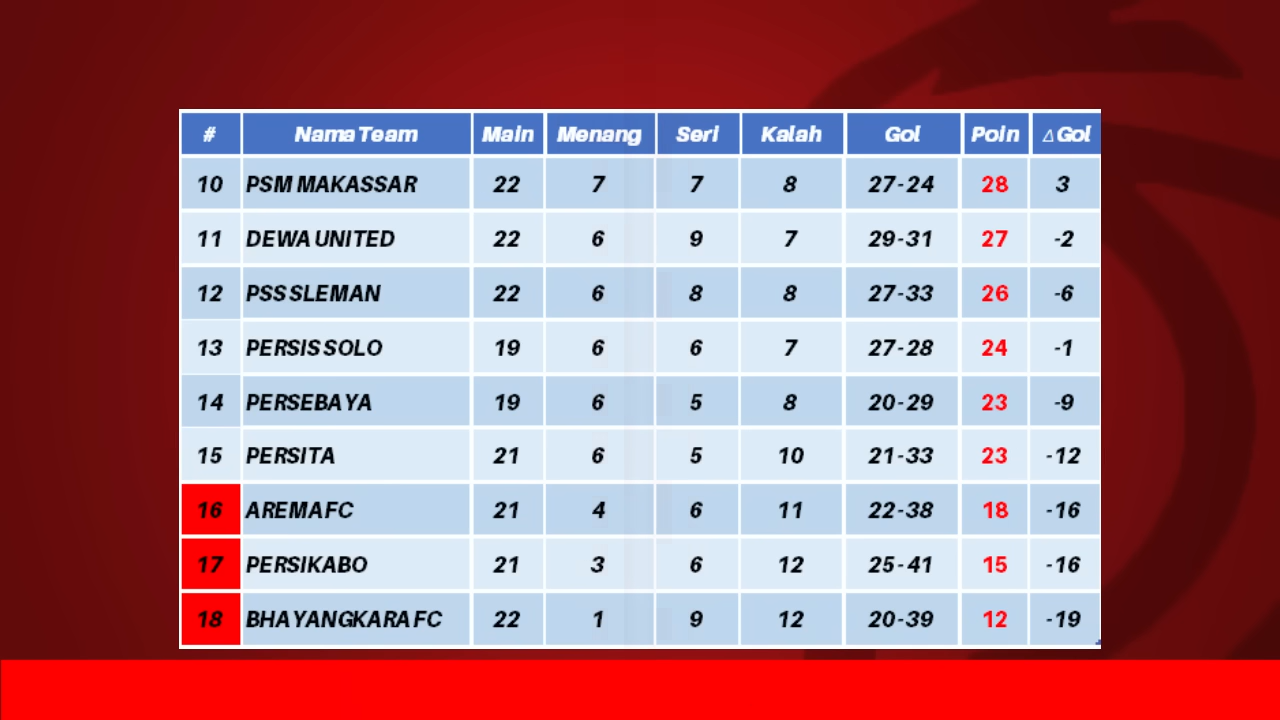 # Nama Team Main Menang Seri Kalah Gol Poin △Gol
10 PSM MAKASSAR 22 7 7 8 27-24 28 3
11 DEWA UNITED 22 6 9 7 29-31 27 -2
12 PSS SLEMAN 22 6 8 8 27-33 26 -6
13 PERSIS SOLO 19 6 6 7 27-28 24 -1
14 PERSEBAYA 19 6 5 8 20-29 23 -9
15 PERSITA 21 6 5 10 21-33 23 -12
16 AREMA FC 21 4 6 11 22-38 18 -16
17 PERSIKABO 21 3 6 12 25-41 15 -16
18 BHAYANGKARA FC 22 1 9 12 20-39 12 -19